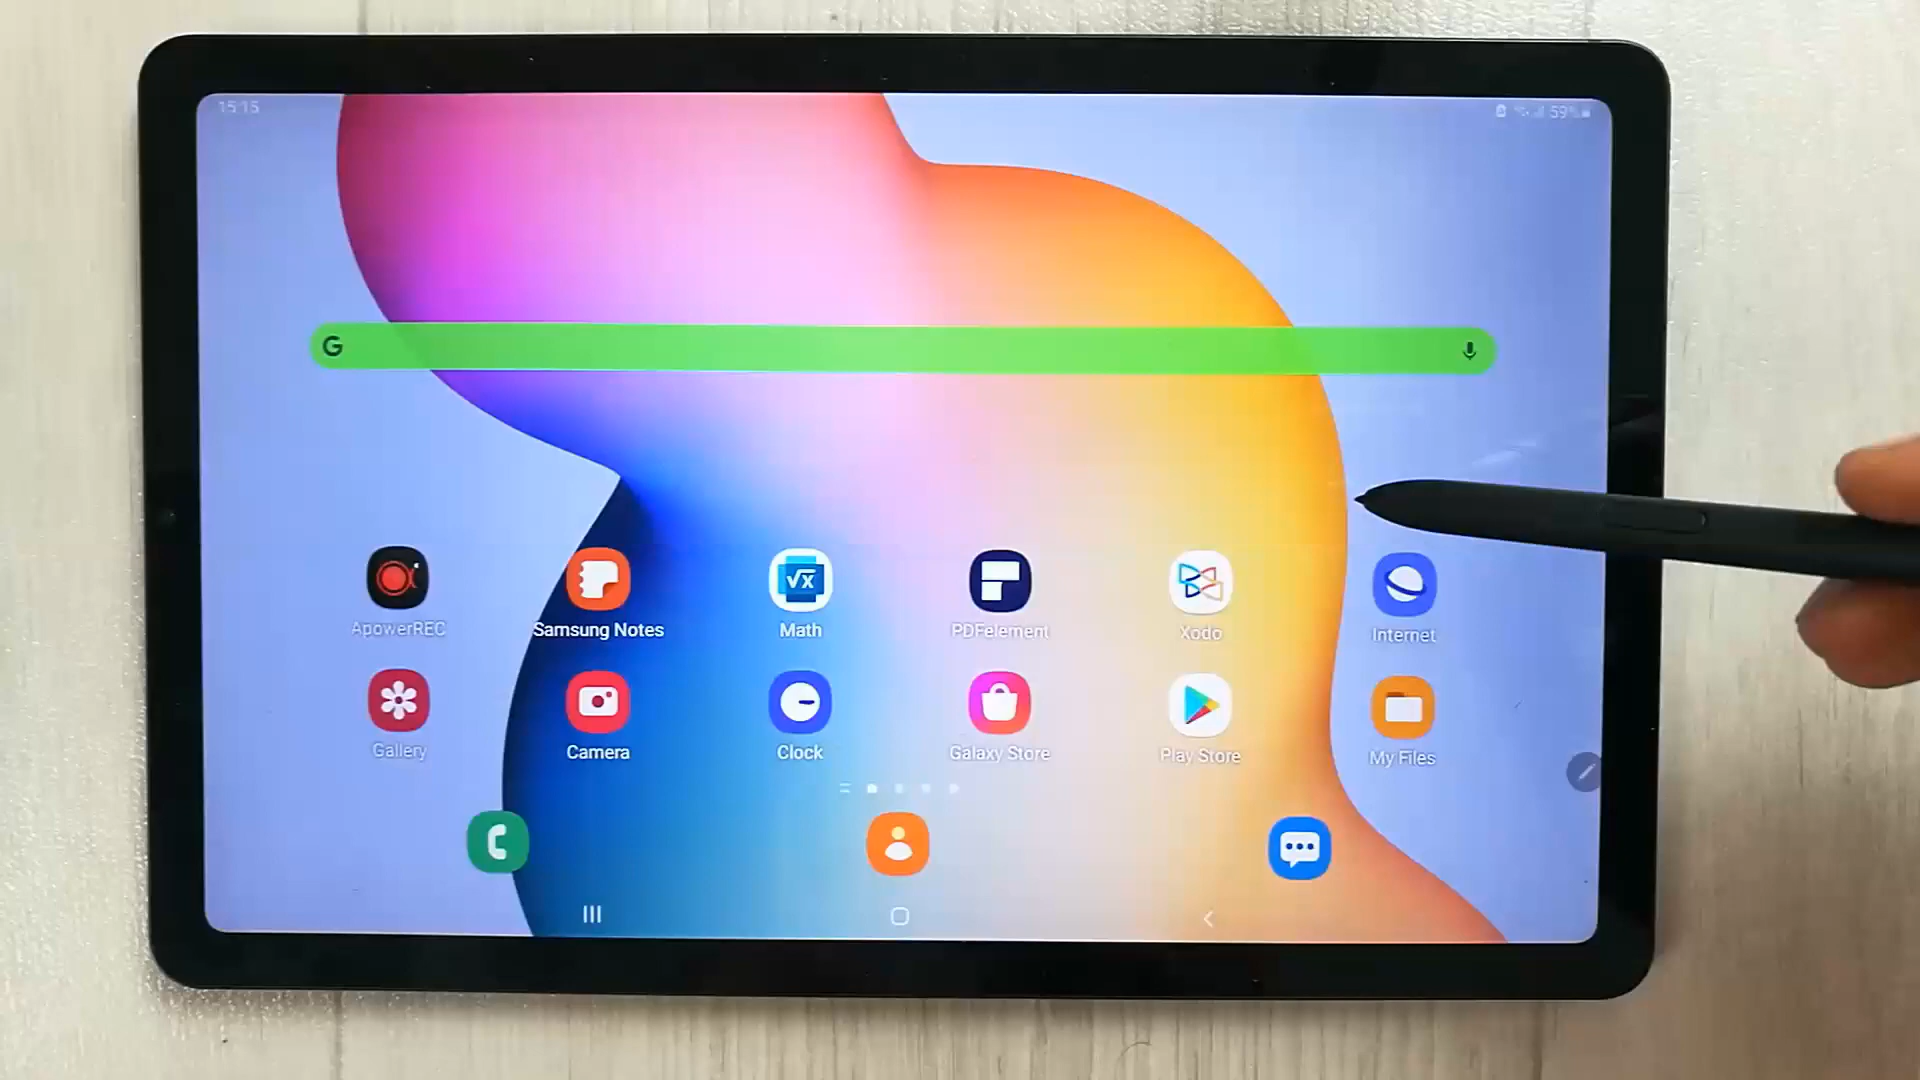 15:15
59%
G
ApowerREC
Samsung Notes
√x
Math
PDFelement
Xodo
Internet
Gallery
Camera
Clock
Galaxy Store
Play Store
My Files